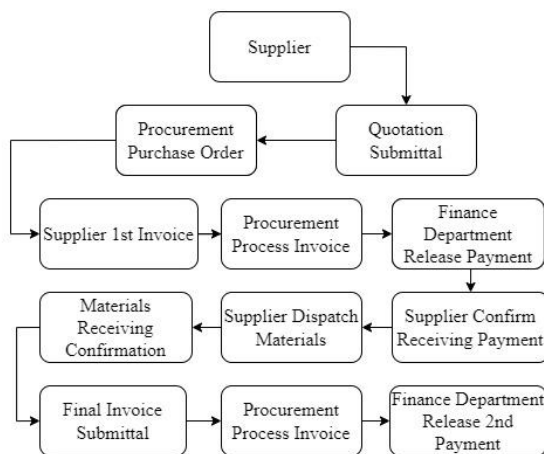 Supplier
Quotation
Submittal
Procurement
Purchase Order
Supplier 1st Invoice
Procurement
Process Invoice
Finance
Department
Release Payment
Supplier Confirm
Receiving Payment
Supplier Dispatch
Materials
Materials
Receiving
Confirmation
Final Invoice
Submittal
Procurement
Process Invoice
Finance Department
Release 2nd
Payment